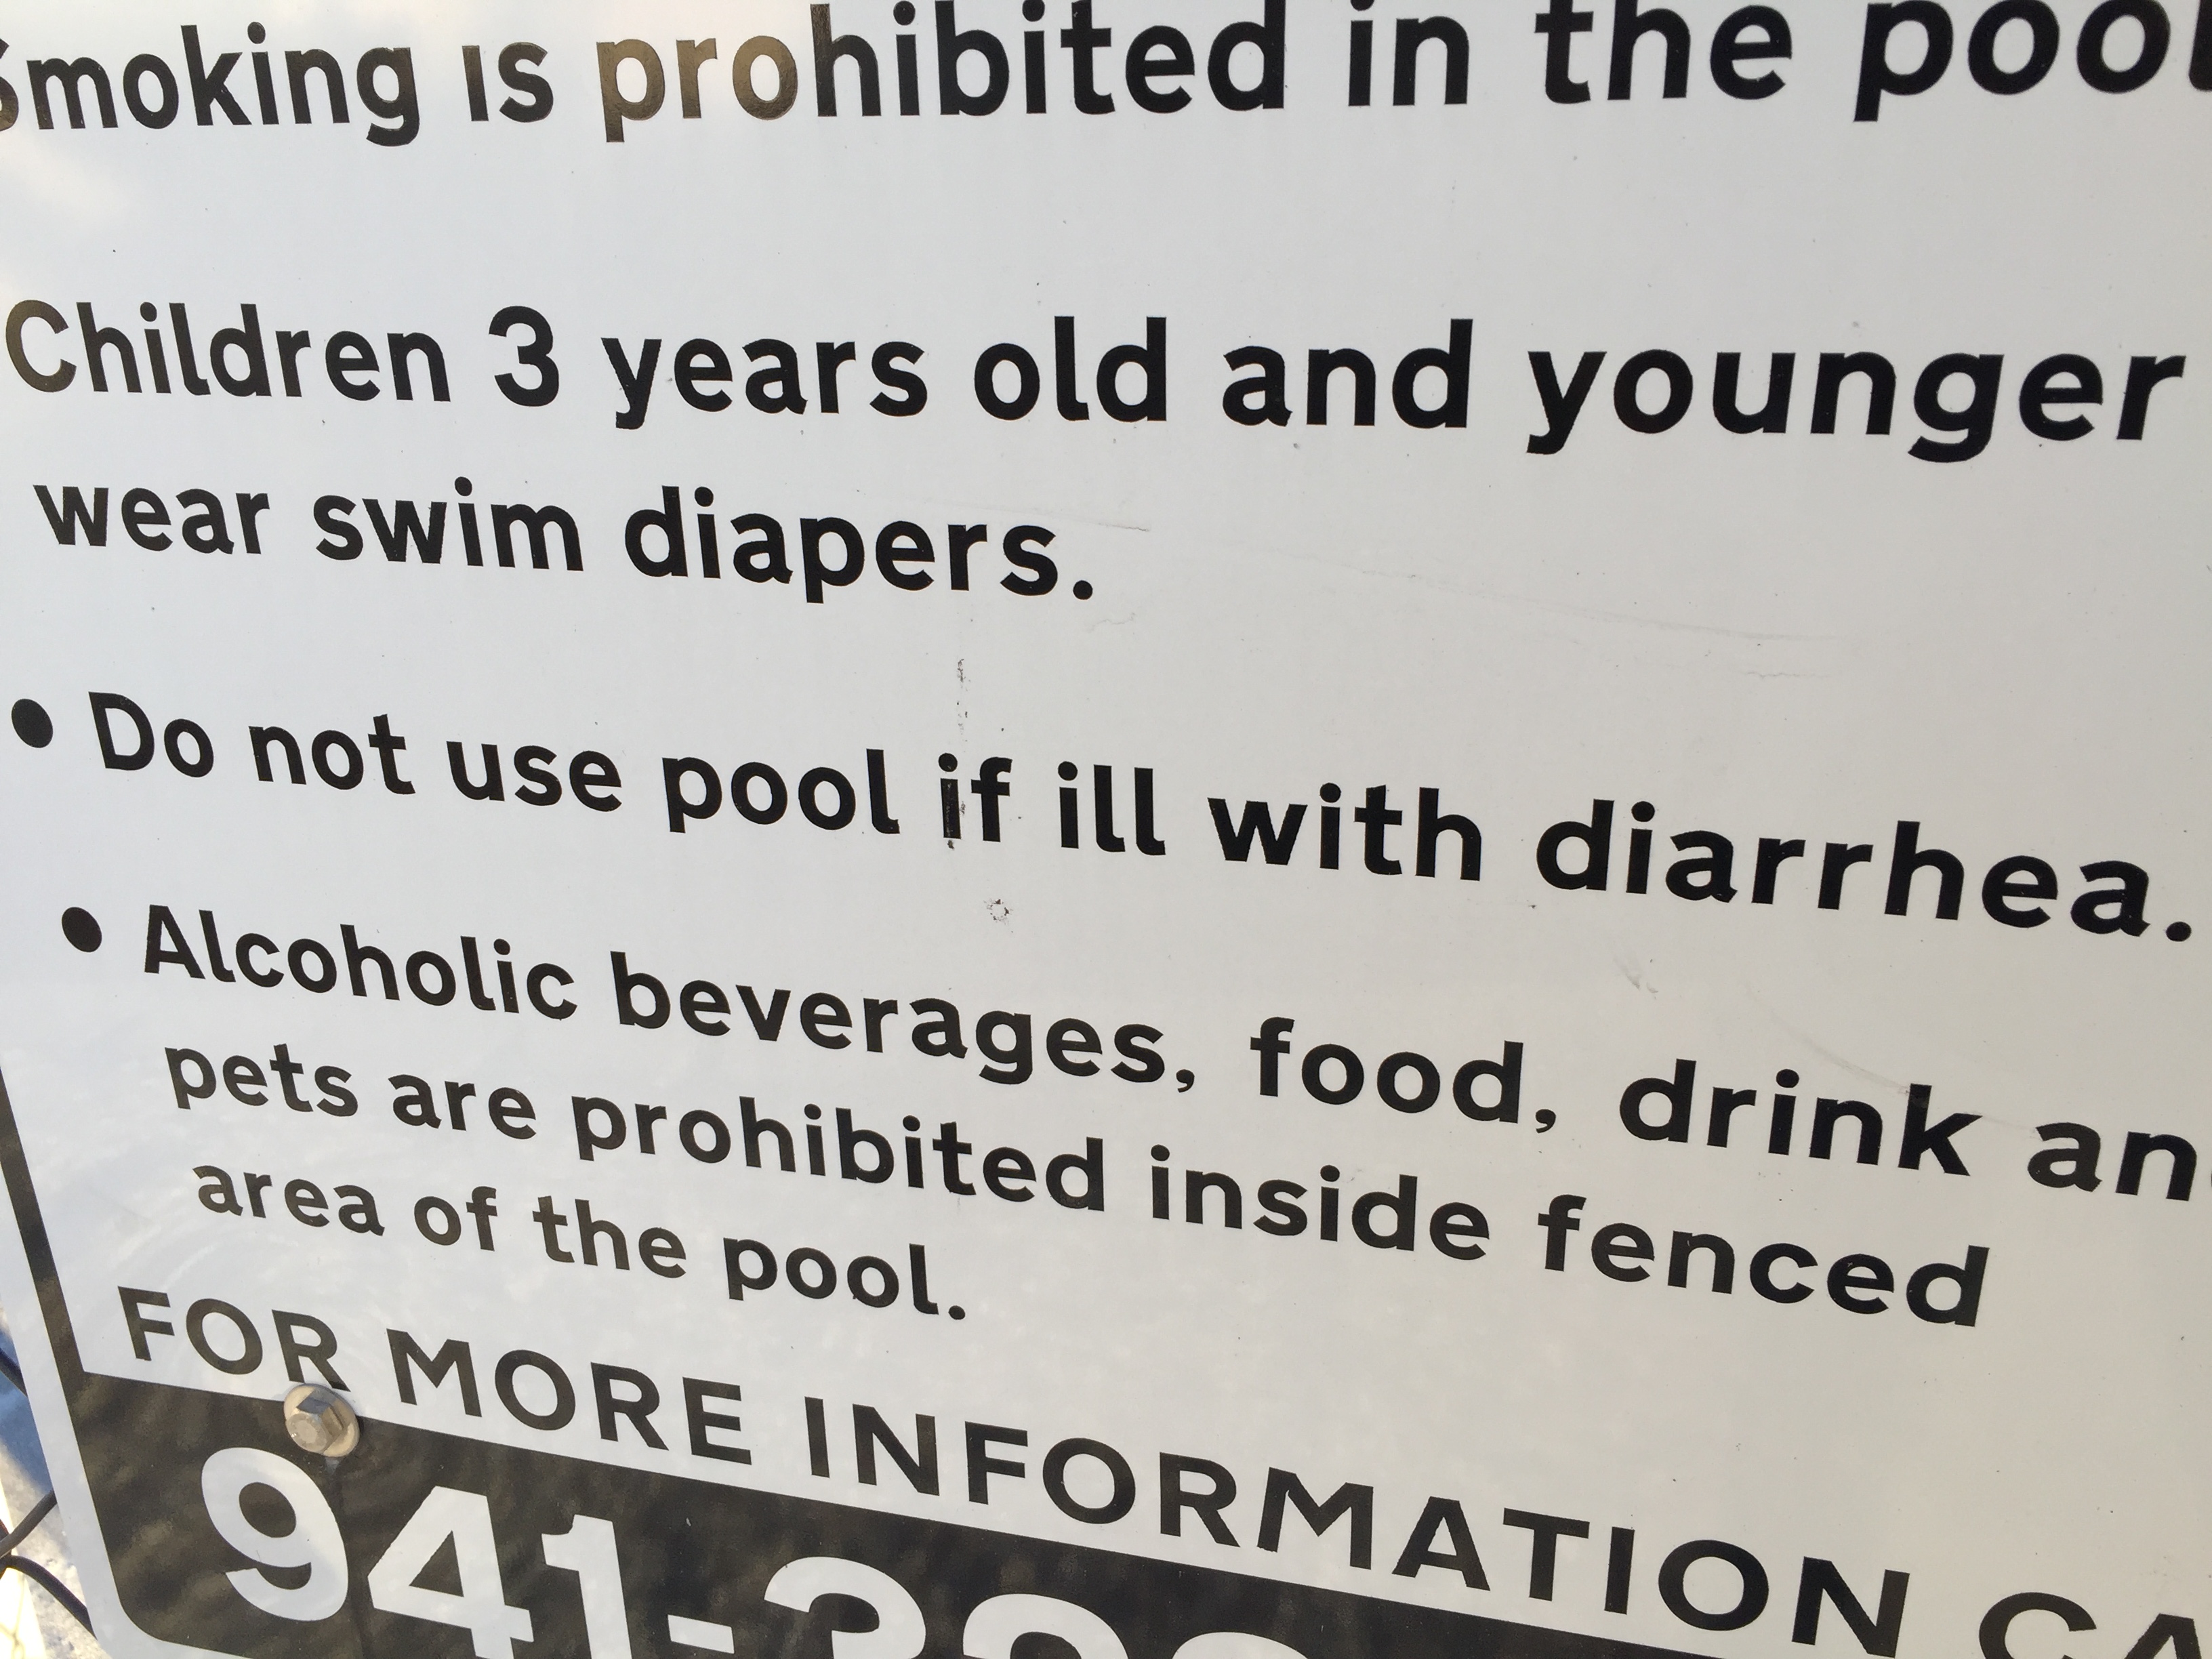 Smoking is prohibited in the pool
Children 3 years old and younger
wear swim diapers.
• Do not use pool if ill with diarrhea.
• Alcoholic beverages, food, drink an
pets are prohibited inside fenced
area of the pool.
FOR MORE INFORMATION CA
941-